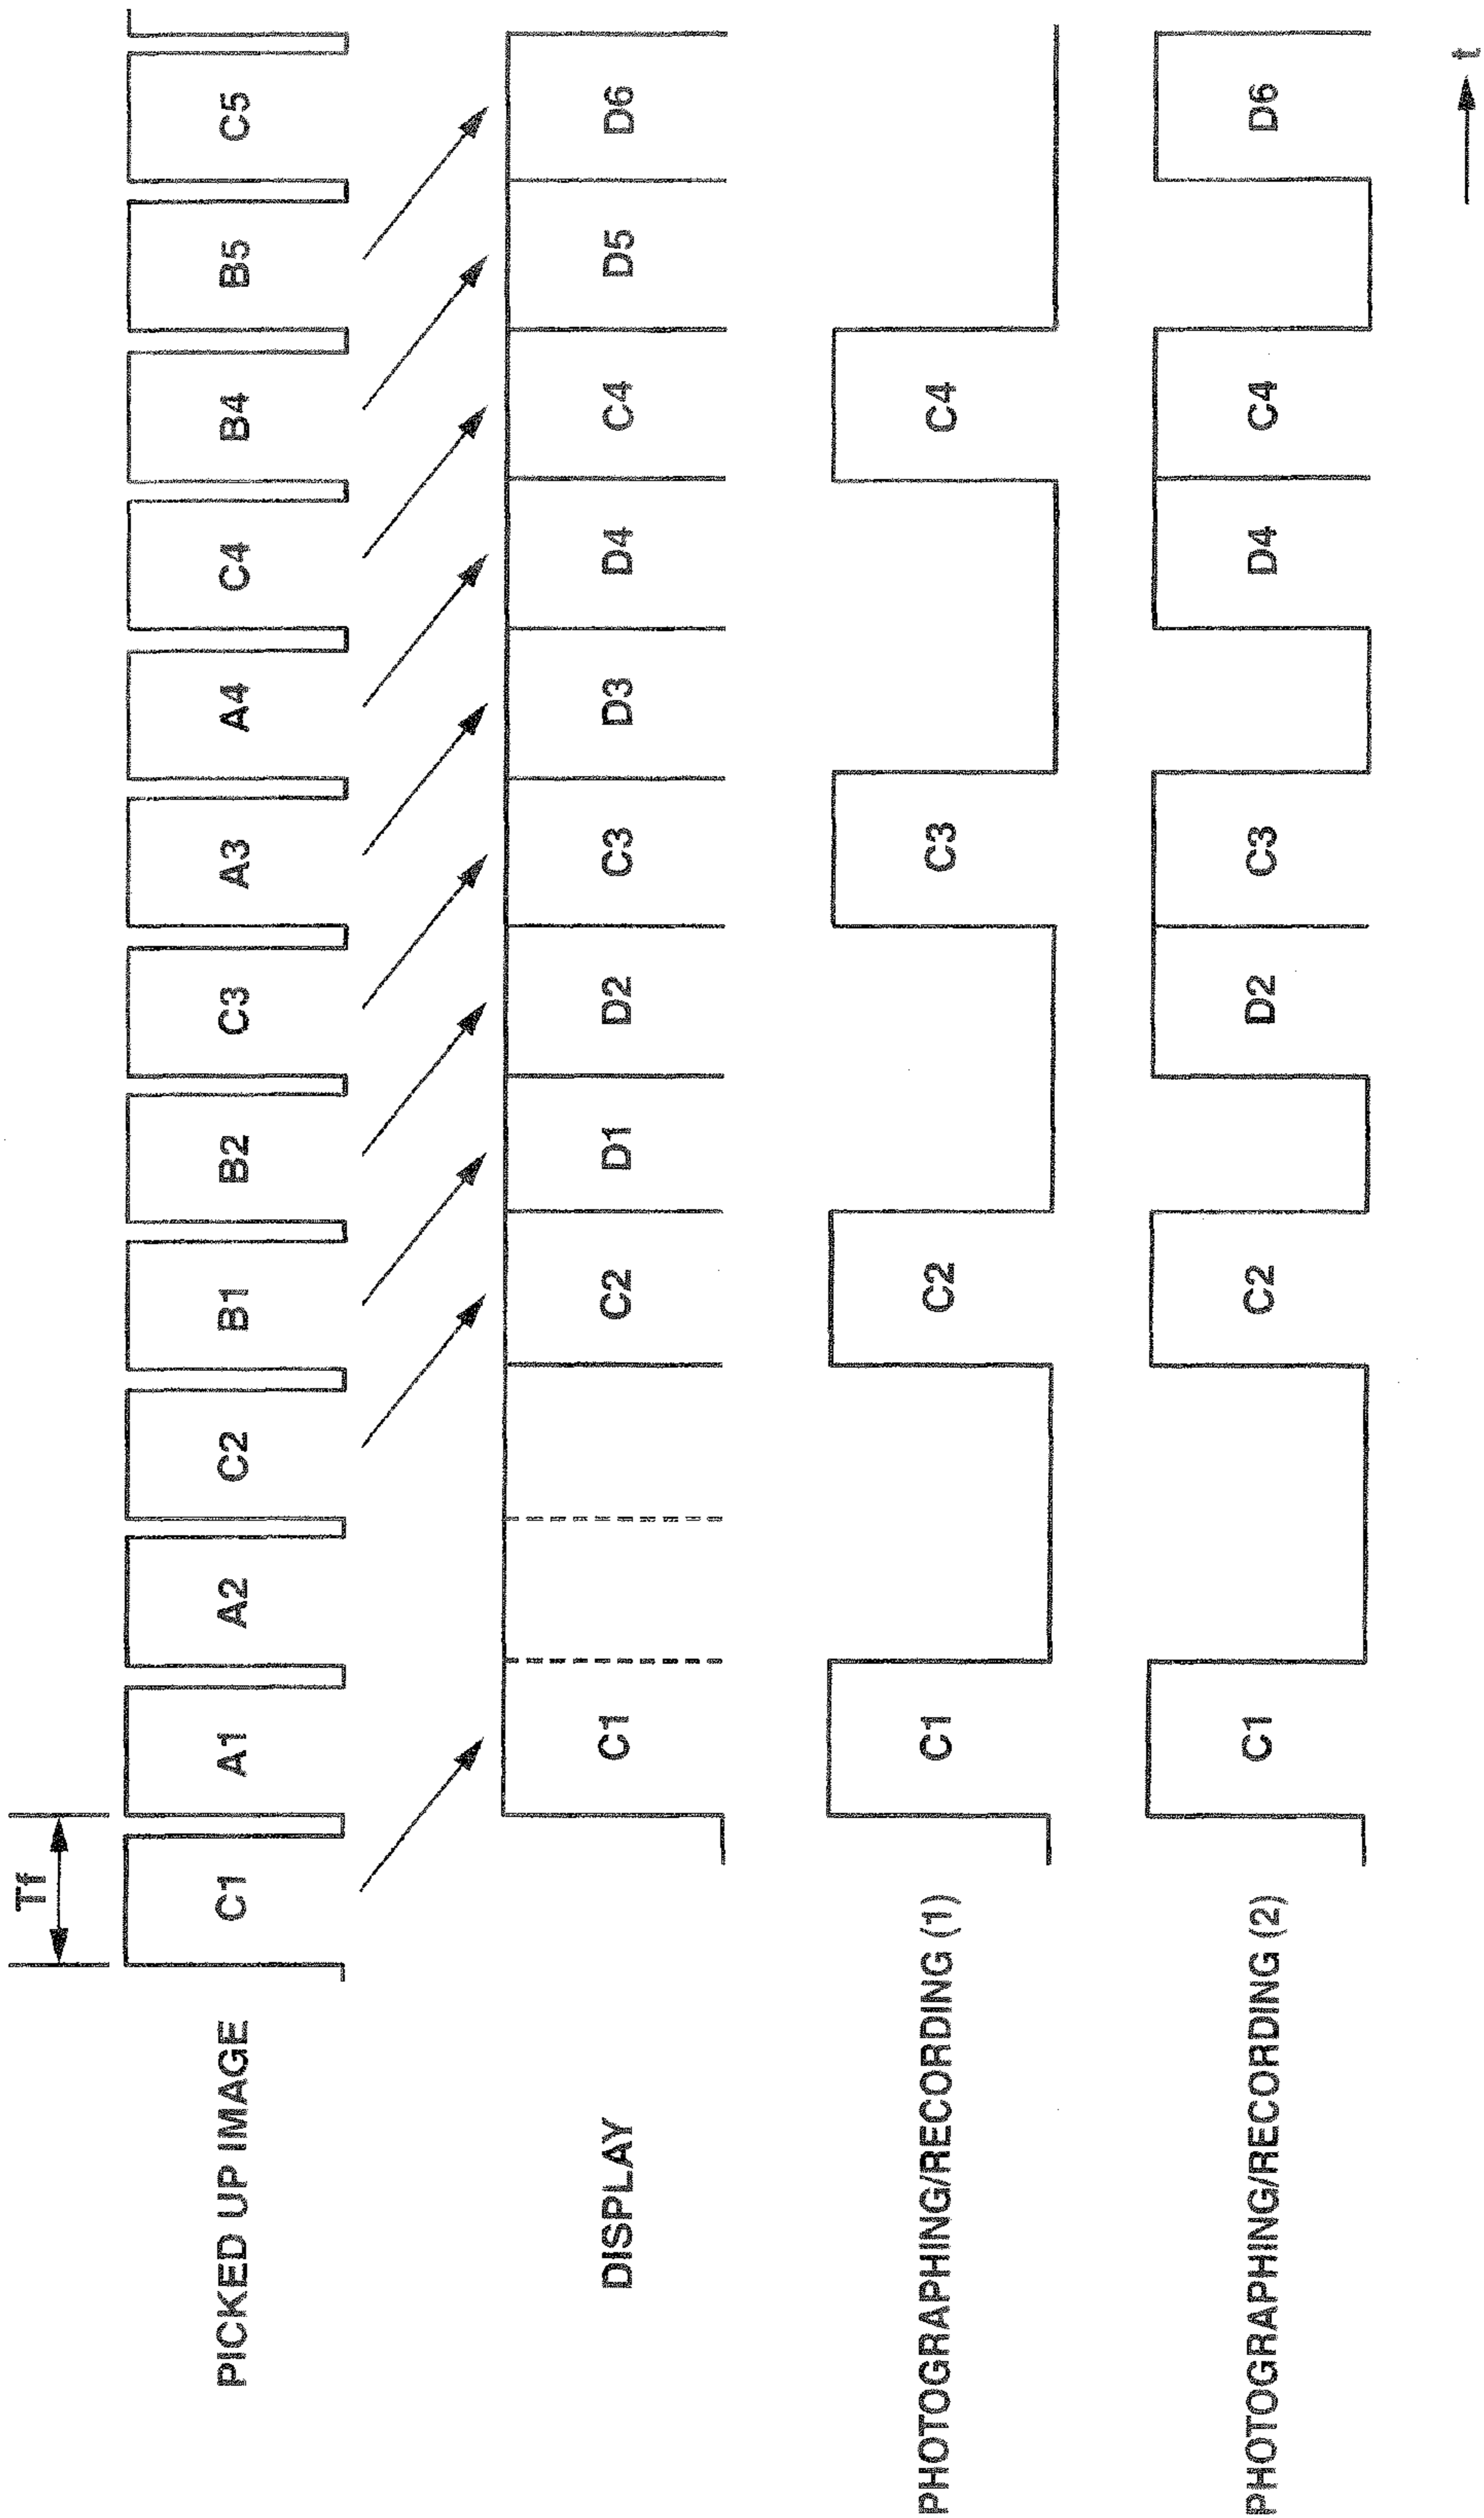 Tf
PICKED UP IMAGE C1 A1 A2 C2 B1 B2 C3 A3 A4 C4 B4 B5 C5
DISPLAY C1 C2 D1 D2 C3 D3 D4 C4 D5 D6
PHOTOGRAPHING/RECORDING (1) C1 C2 C3 C4
PHOTOGRAPHING/RECORDING (2) C1 C2 D2 C3 D4 C4 D6
t